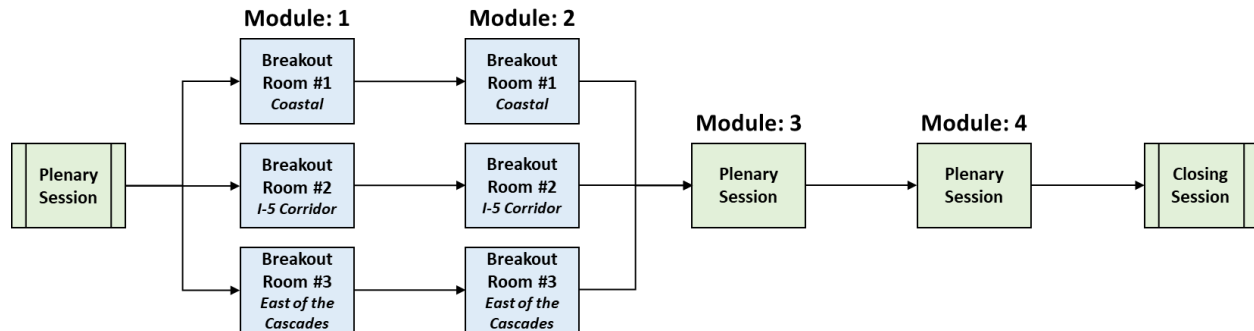 Module: 1
Module: 2
Breakout
Room #1
Coastal
Breakout
Room #1
Coastal
Module: 3
Module: 4
Plenary
Session
Breakout
Room #2
I-5 Corridor
Breakout
Room #2
I-5 Corridor
Plenary
Session
Plenary
Session
Closing
Session
Breakout
Room #3
East of the
Cascades
Breakout
Room #3
East of the
Cascades